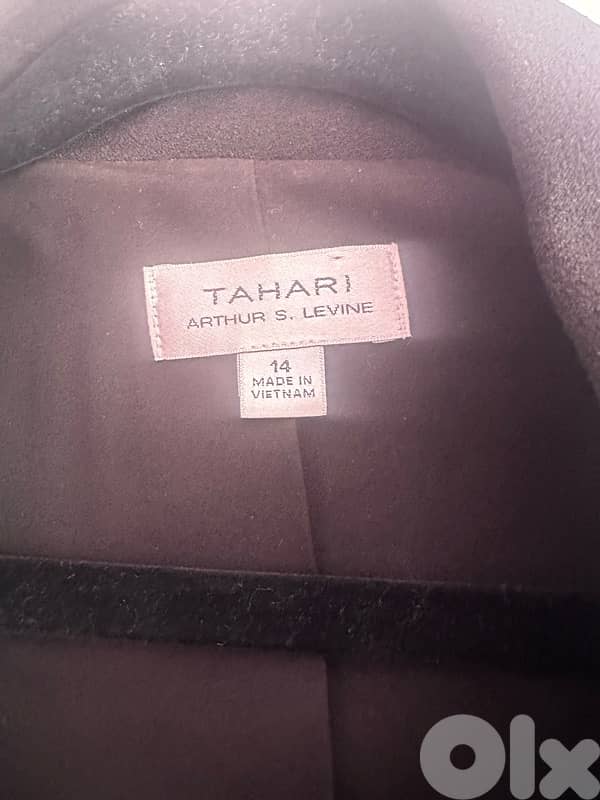 TAHARI
ARTHUR S. LEVINE
14
MADE IN
VIETNAM
Olx